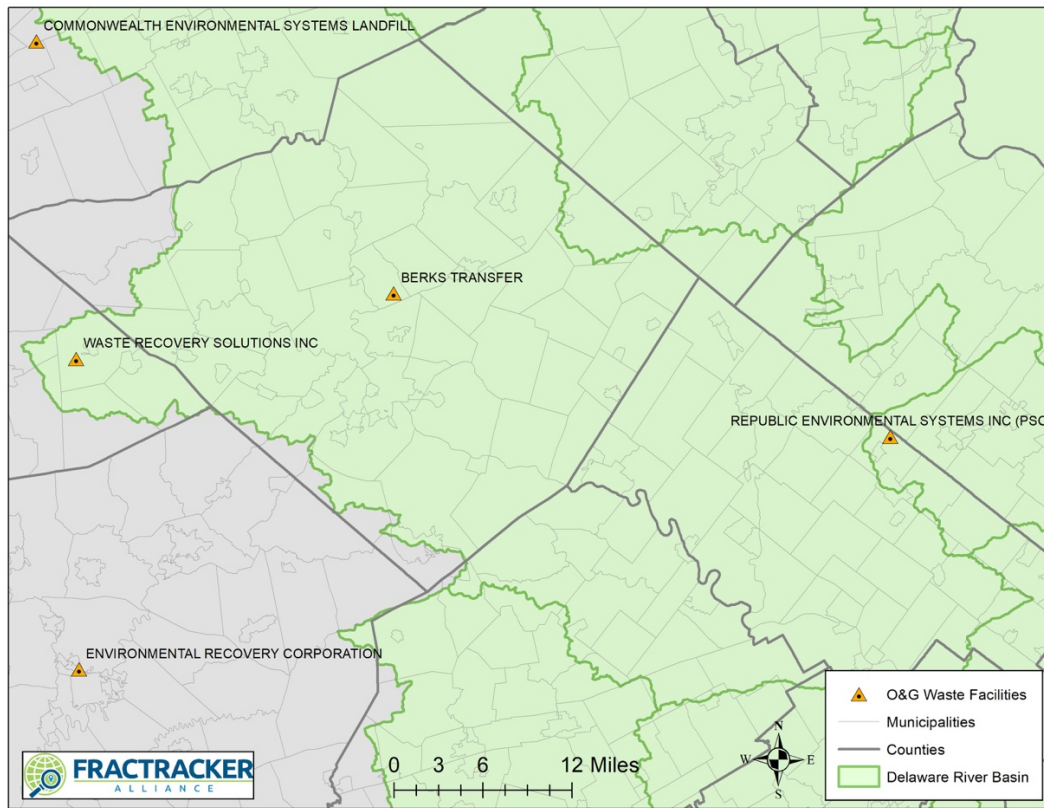 COMMONWEALTH ENVIRONMENTAL SYSTEMS LANDFILL
BERKS TRANSFER
WASTE RECOVERY SOLUTIONS INC
REPUBLIC ENVIRONMENTAL SYSTEMS INC (PSC
ENVIRONMENTAL RECOVERY CORPORATION
O&G Waste Facilities
Municipalities
Counties
Delaware River Basin
N
W E
S
0 3 6 12 Miles
FRACTRACKER
ALLIANCE